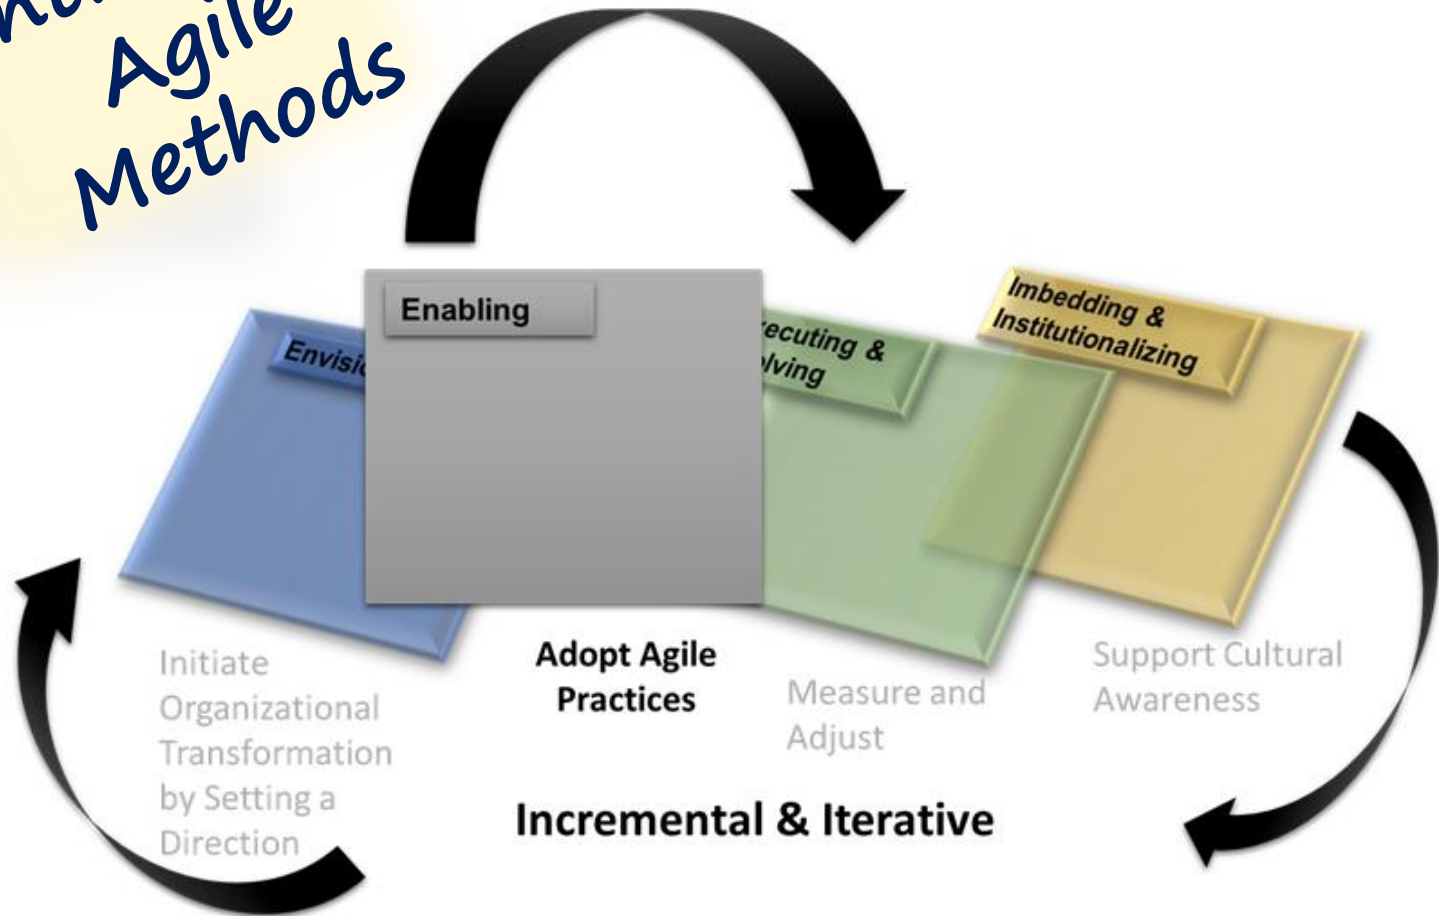 Agile
Methods
Enabling
Imbedding &
Institutionalizing
Adopt Agile
Practices
Initiate
Organizational
Transformation
by Setting a
Direction
Measure and
Adjust
Support Cultural
Awareness
Incremental & Iterative